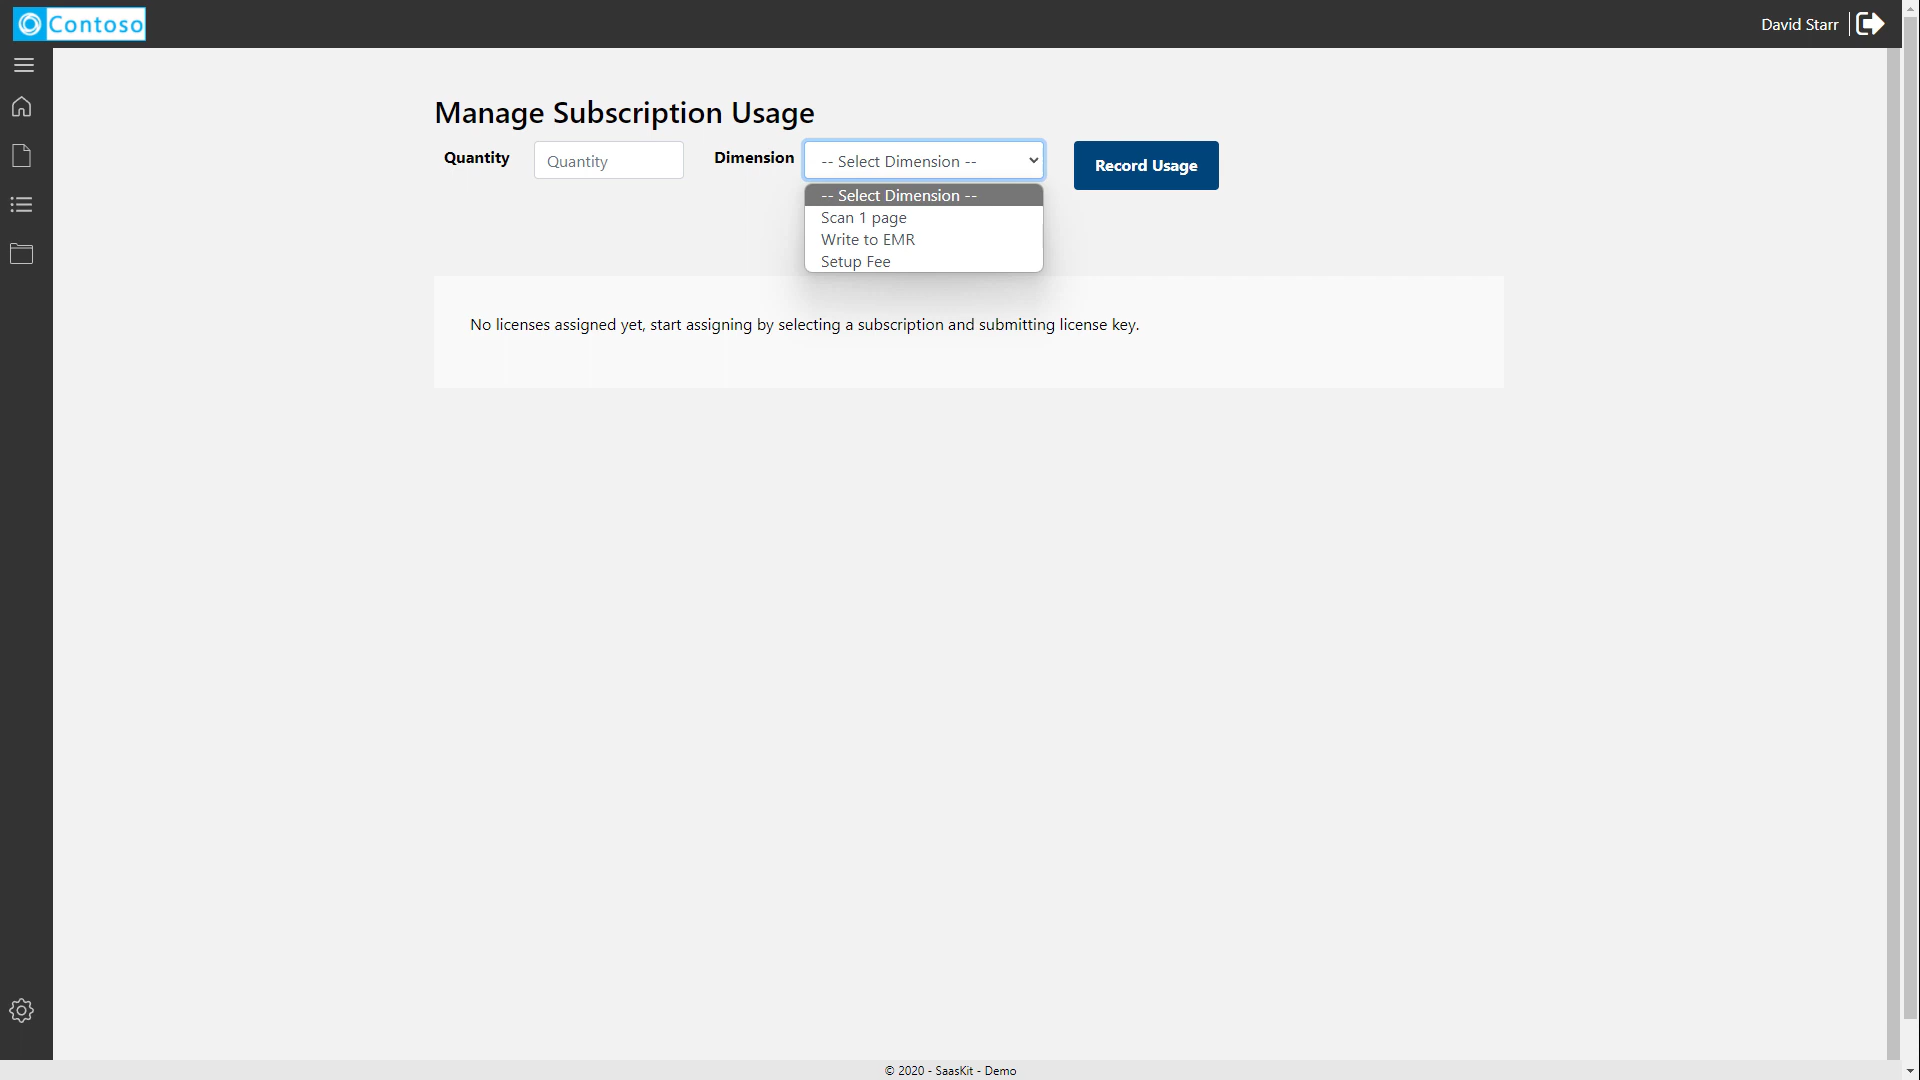 Contoso
David Starr
Manage Subscription Usage
Quantity
Quantity
Dimension
-- Select Dimension --
Record Usage
-- Select Dimension --
Scan 1 page
Write to EMR
Setup Fee
No licenses assigned yet, start assigning by selecting a subscription and submitting license key.
© 2020 - SaasKit - Demo